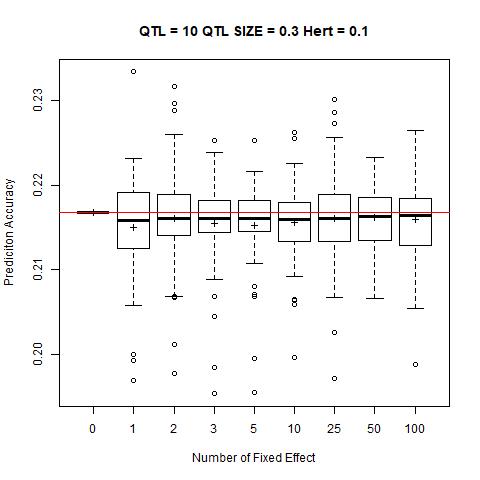 QTL = 10 QTL SIZE = 0.3 Hert = 0.1
Prediciton Accuracy
0.23
0.22
0.21
0.20
0 1 2 3 5 10 25 50 100
Number of Fixed Effect